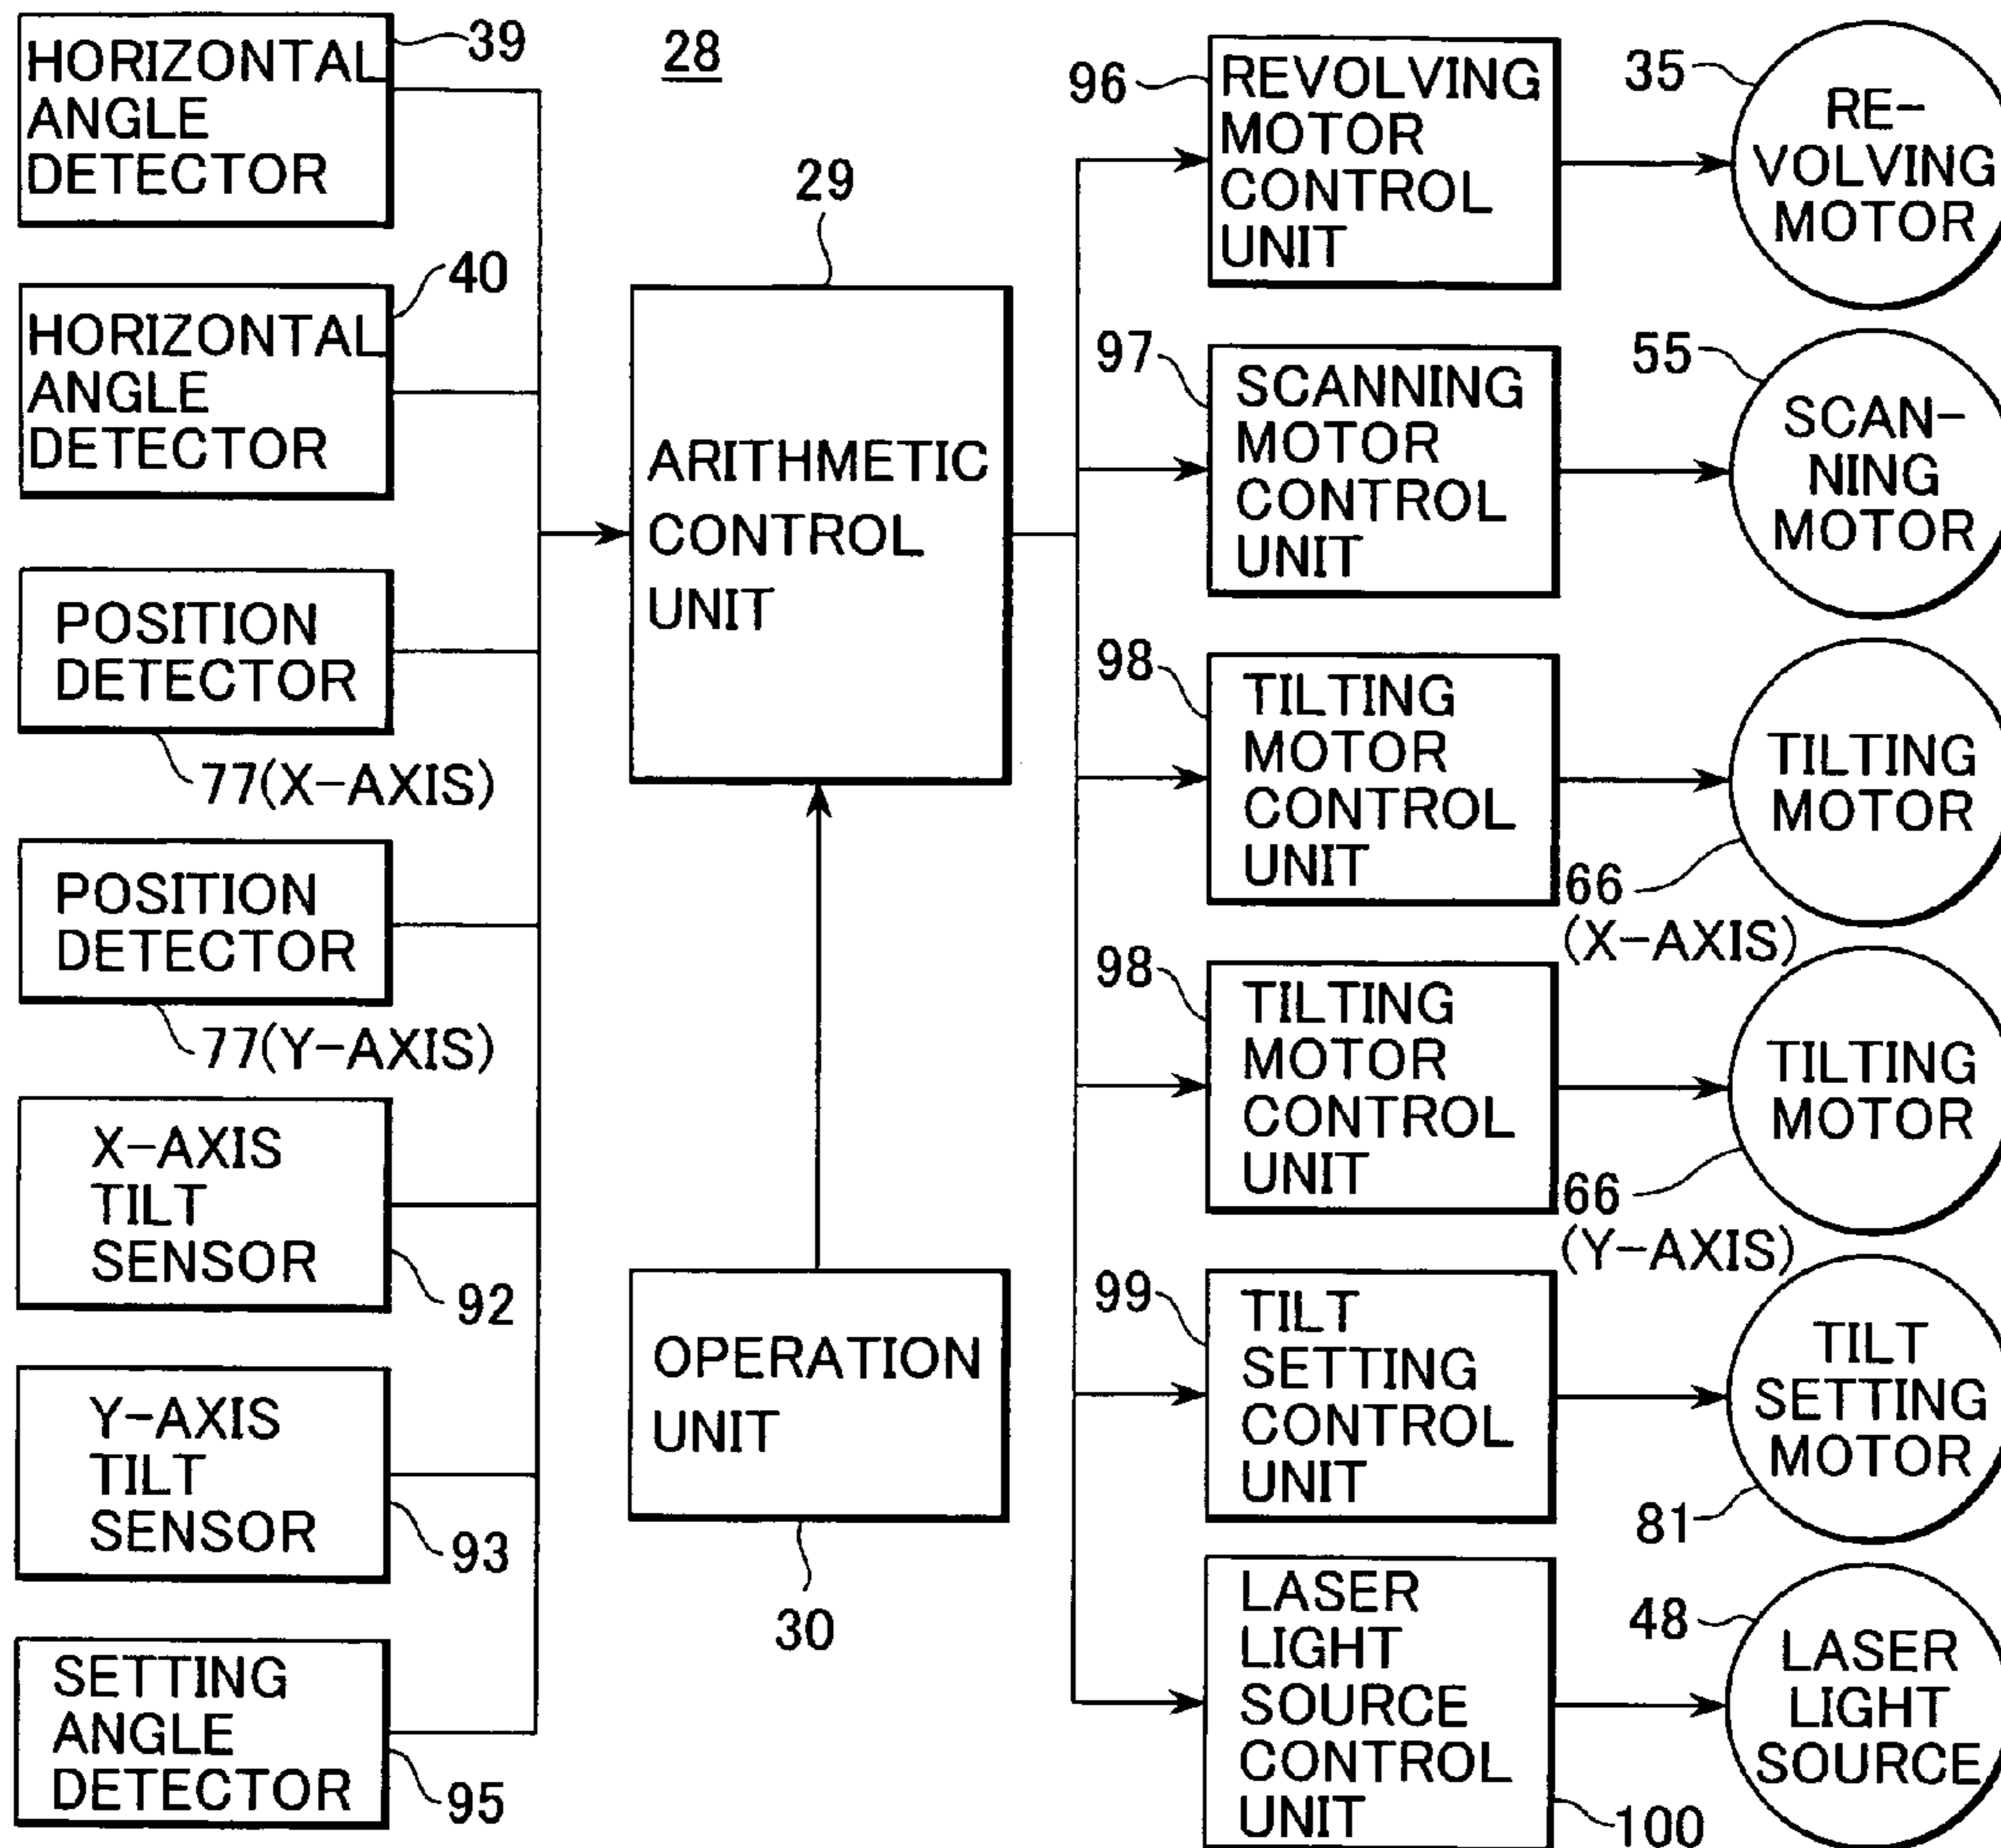 HORIZONTAL
ANGLE
DETECTOR
39
HORIZONTAL
ANGLE
DETECTOR
40
POSITION
DETECTOR
77(X-AXIS)
POSITION
DETECTOR
77(Y-AXIS)
X-AXIS
TILT
SENSOR
92
Y-AXIS
TILT
SENSOR
93
SETTING
ANGLE
DETECTOR
95
28
29
ARITHMETIC
CONTROL
UNIT
OPERATION
UNIT
30
96
REVOLVING
MOTOR
CONTROL
UNIT
35
RE-
VOLVING
MOTOR
97
SCANNING
MOTOR
CONTROL
UNIT
55
SCAN-
NING
MOTOR
98
TILTING
MOTOR
CONTROL
UNIT
TILTING
MOTOR
66
(X-AXIS)
98
TILTING
MOTOR
CONTROL
UNIT
TILTING
MOTOR
66
(Y-AXIS)
99
TILT
SETTING
CONTROL
UNIT
TILT
SETTING
MOTOR
81
LASER
LIGHT
SOURCE
CONTROL
UNIT
100
48
LASER
LIGHT
SOURCE